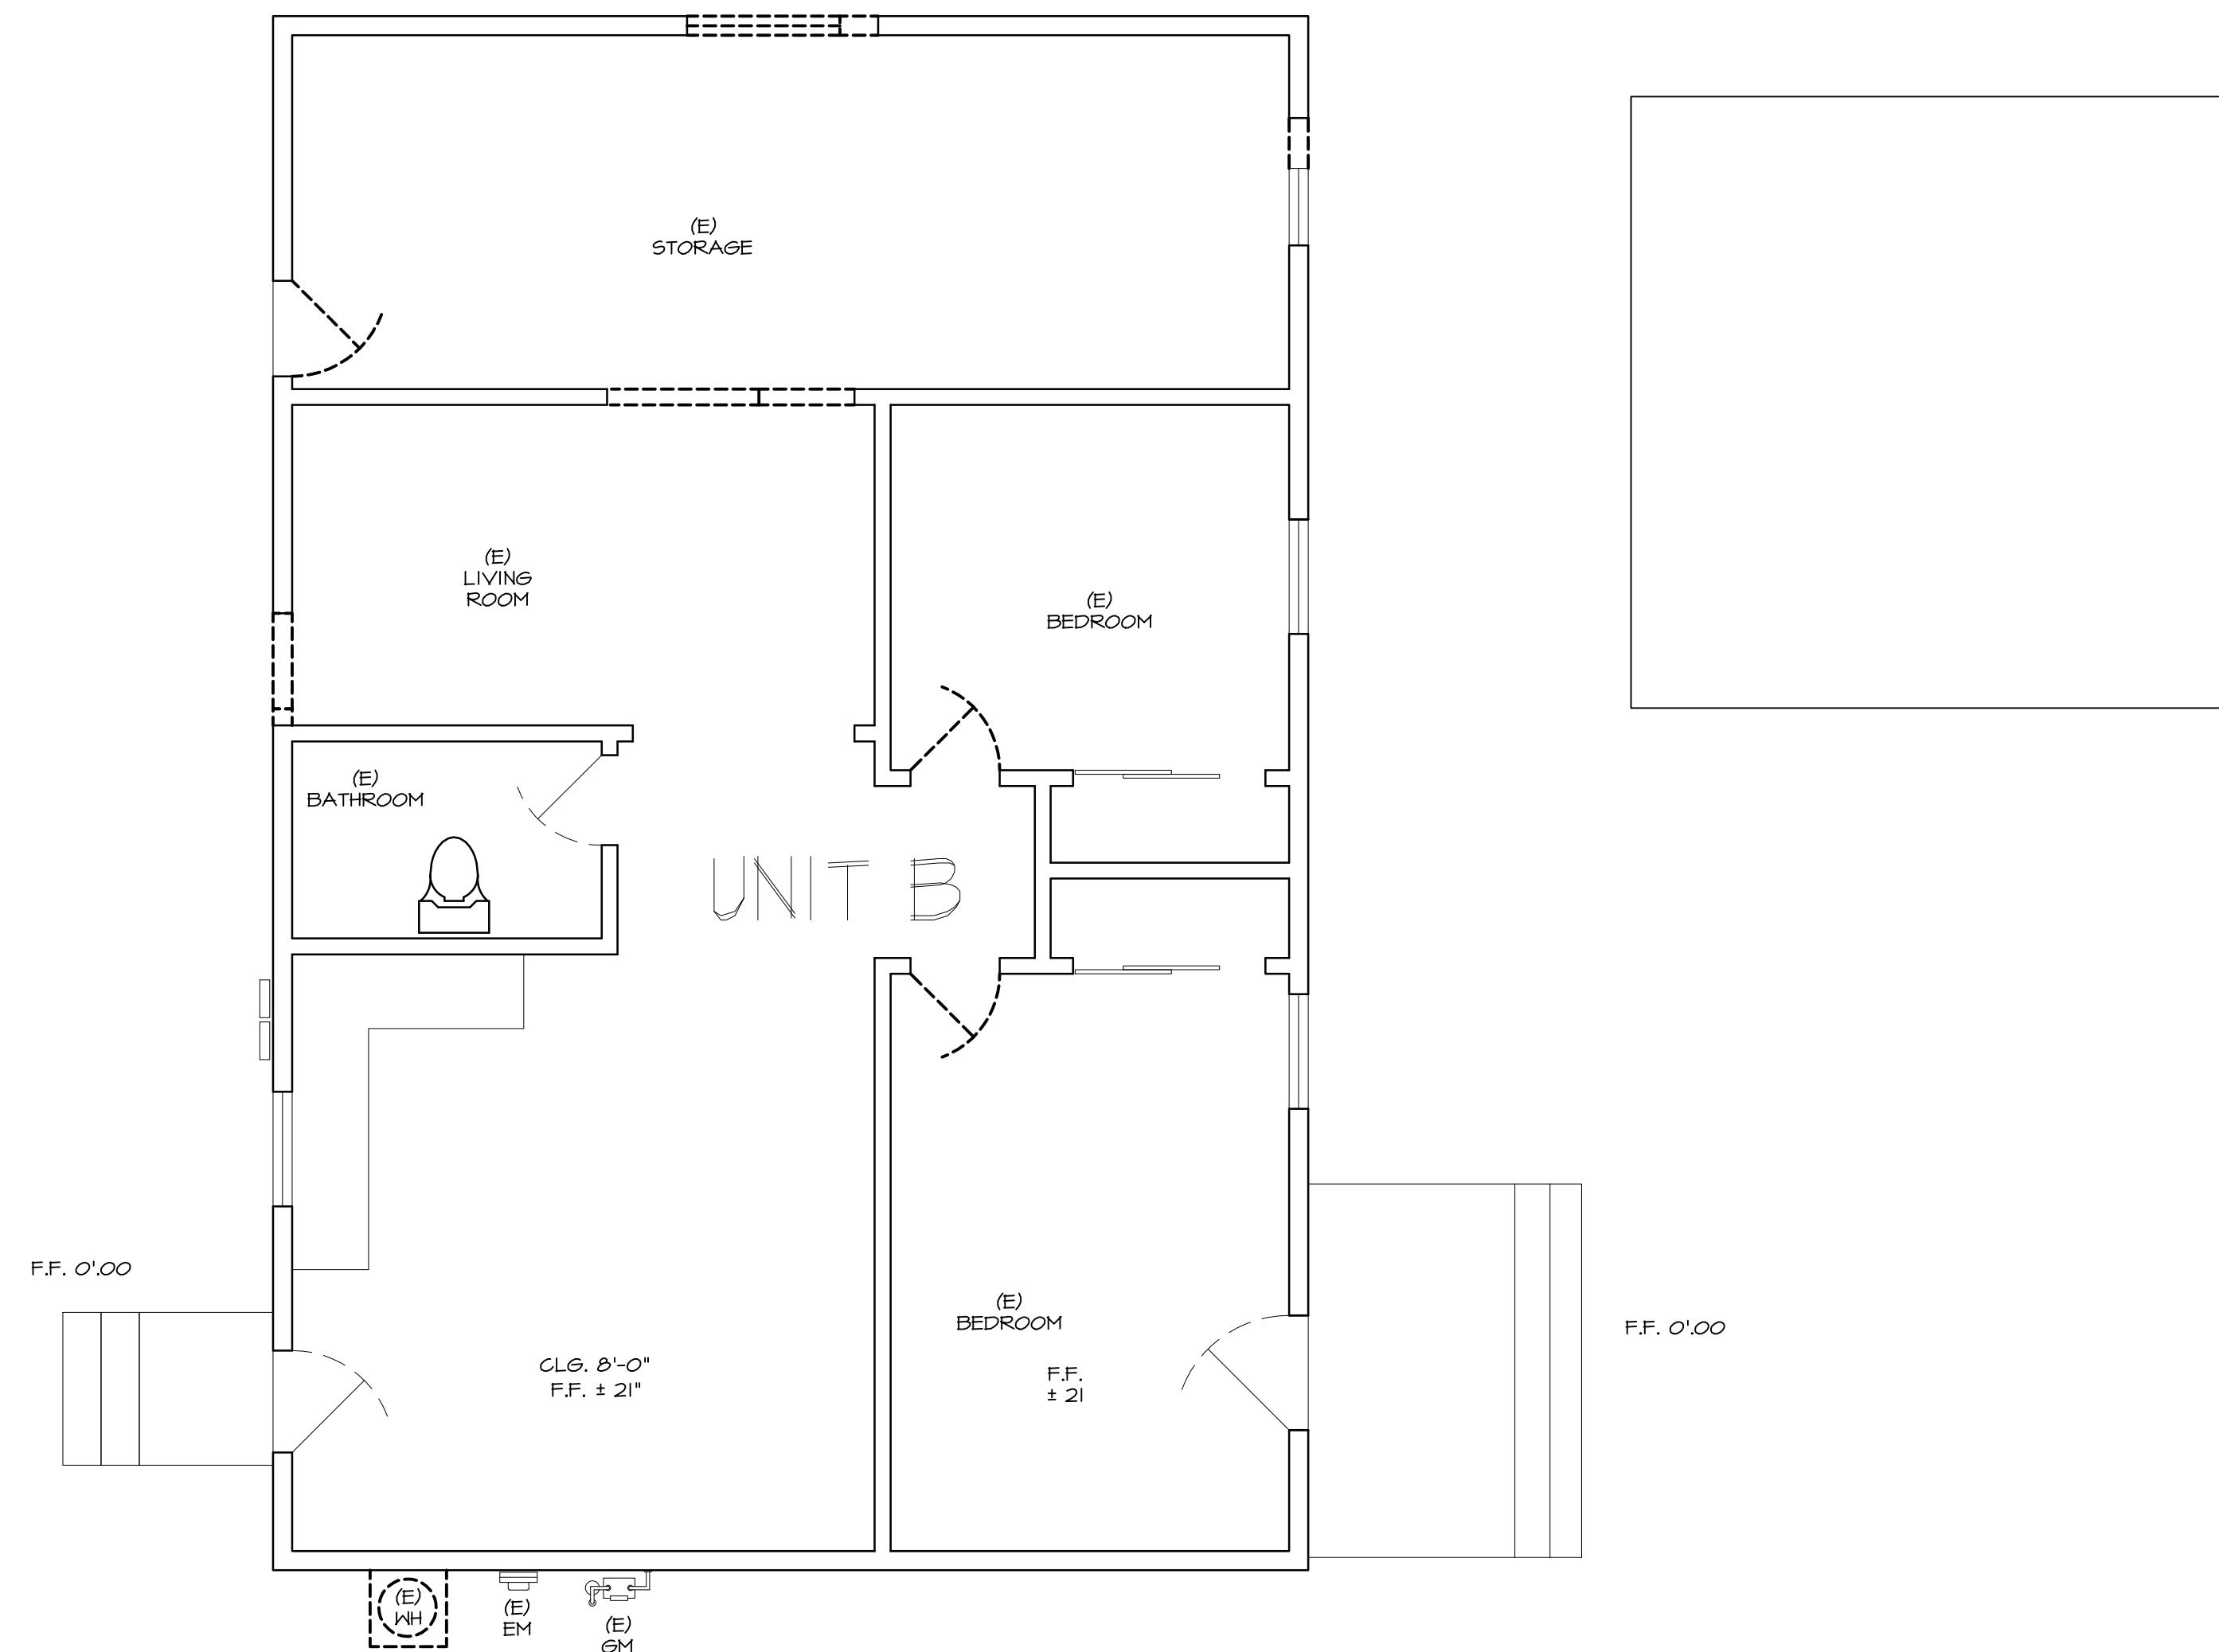 (E)
STORAGE
(E)
LIVING
ROOM
(E)
BEDROOM
(E)
BATHROOM
UNIT B
F.F. 0'.00
(E)
BEDROOM
F.F. 0'.00
CLG. 8'-0"
F.F. ± 21"
F.F.
± 21
(E)
WH
(E)
EM
(E)
GM